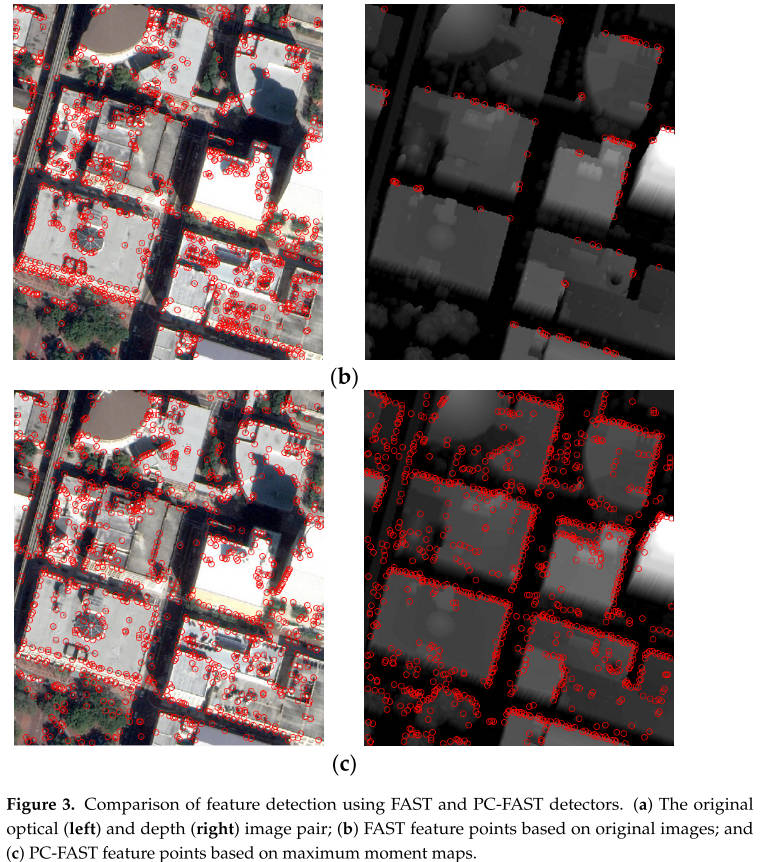 (b)
(c)
Figure 3. Comparison of feature detection using FAST and PC-FAST detectors. (a) The original
optical (left) and depth (right) image pair; (b) FAST feature points based on original images; and
(c) PC-FAST feature points based on maximum moment maps.